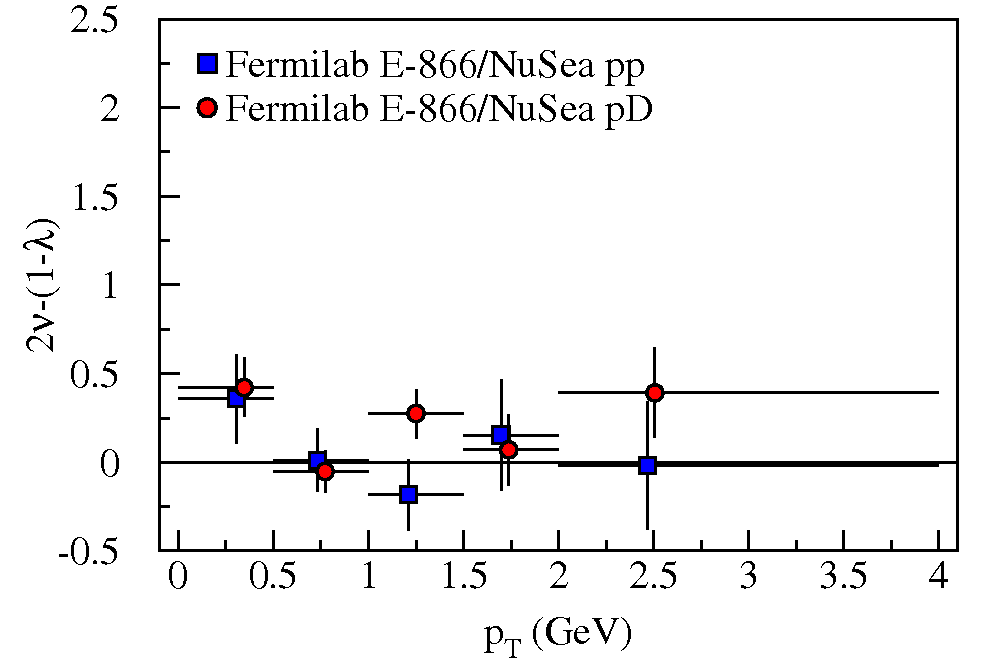 2.5
Fermilab E-866/NuSea pp
2
Fermilab E-866/NuSea pD
1.5
1
2ν-(1-λ)
0.5
0
-0.5
0 0.5 1 1.5 2 2.5 3 3.5 4
pT (GeV)